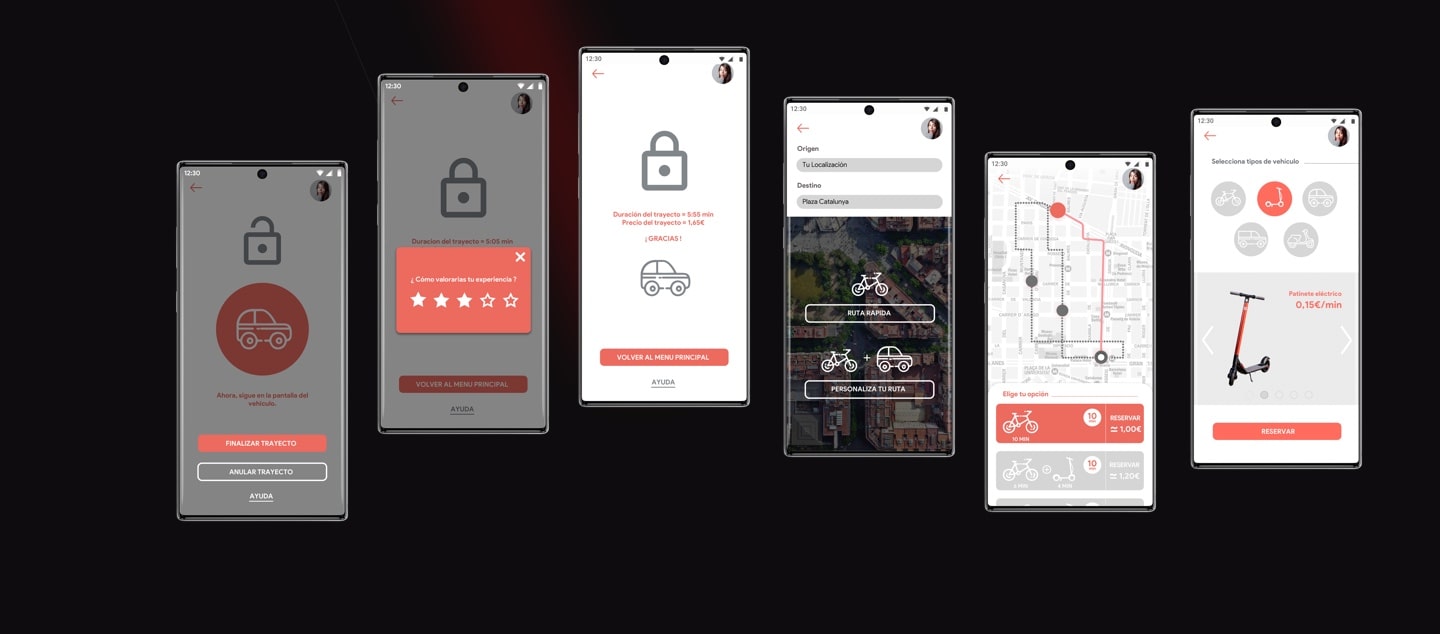 12:30
Ahora, sigue en la pantalla del
vehículo.
FINALIZAR TRAYECTO
ANULAR TRAYECTO
AYUDA
12:30
Duracion del trayecto = 5:05 min
¿ Cómo valorarías tu experiencia ?
VOLVER AL MENU PRINCIPAL
AYUDA
12:30
Duración del trayecto = 5:55 min
Precio del trayecto = 1,65€
¡ GRACIAS !
VOLVER AL MENU PRINCIPAL
AYUDA
12:30
Origen
Tu Localización
Destino
Plaza Catalunya
RUTA RAPIDA
+
PERSONALIZA TU RUTA
12:30
Elige tu opción
10 MIN
10
RESERVAR
≃ 1,00€
6 MIN
4 MIN
10
RESERVAR
≃ 1,20€
12:30
Selecciona tipos de vehículo
Patinete eléctrico
0,15€/min
RESERVAR